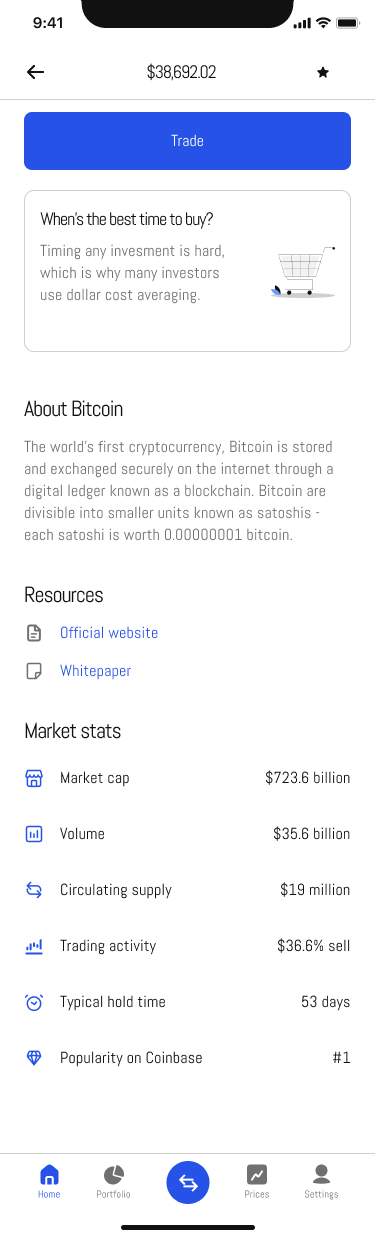 9:41
$38,692.02
Trade
When's the best time to buy?
Timing any invesment is hard,
which is why many investors
use dollar cost averaging.
About Bitcoin
The world's first cryptocurrency, Bitcoin is stored
and exchanged securely on the internet through a
digital ledger known as a blockchain. Bitcoin are
divisible into smaller units known as satoshis -
each satoshi is worth 0.00000001 bitcoin.
Resources
Official website
Whitepaper
Market stats
Market cap $723.6 billion
Volume $35.6 billion
Circulating supply $19 million
Trading activity $36.6% sell
Typical hold time 53 days
Popularity on Coinbase #1
Home Portfolio Prices Settings